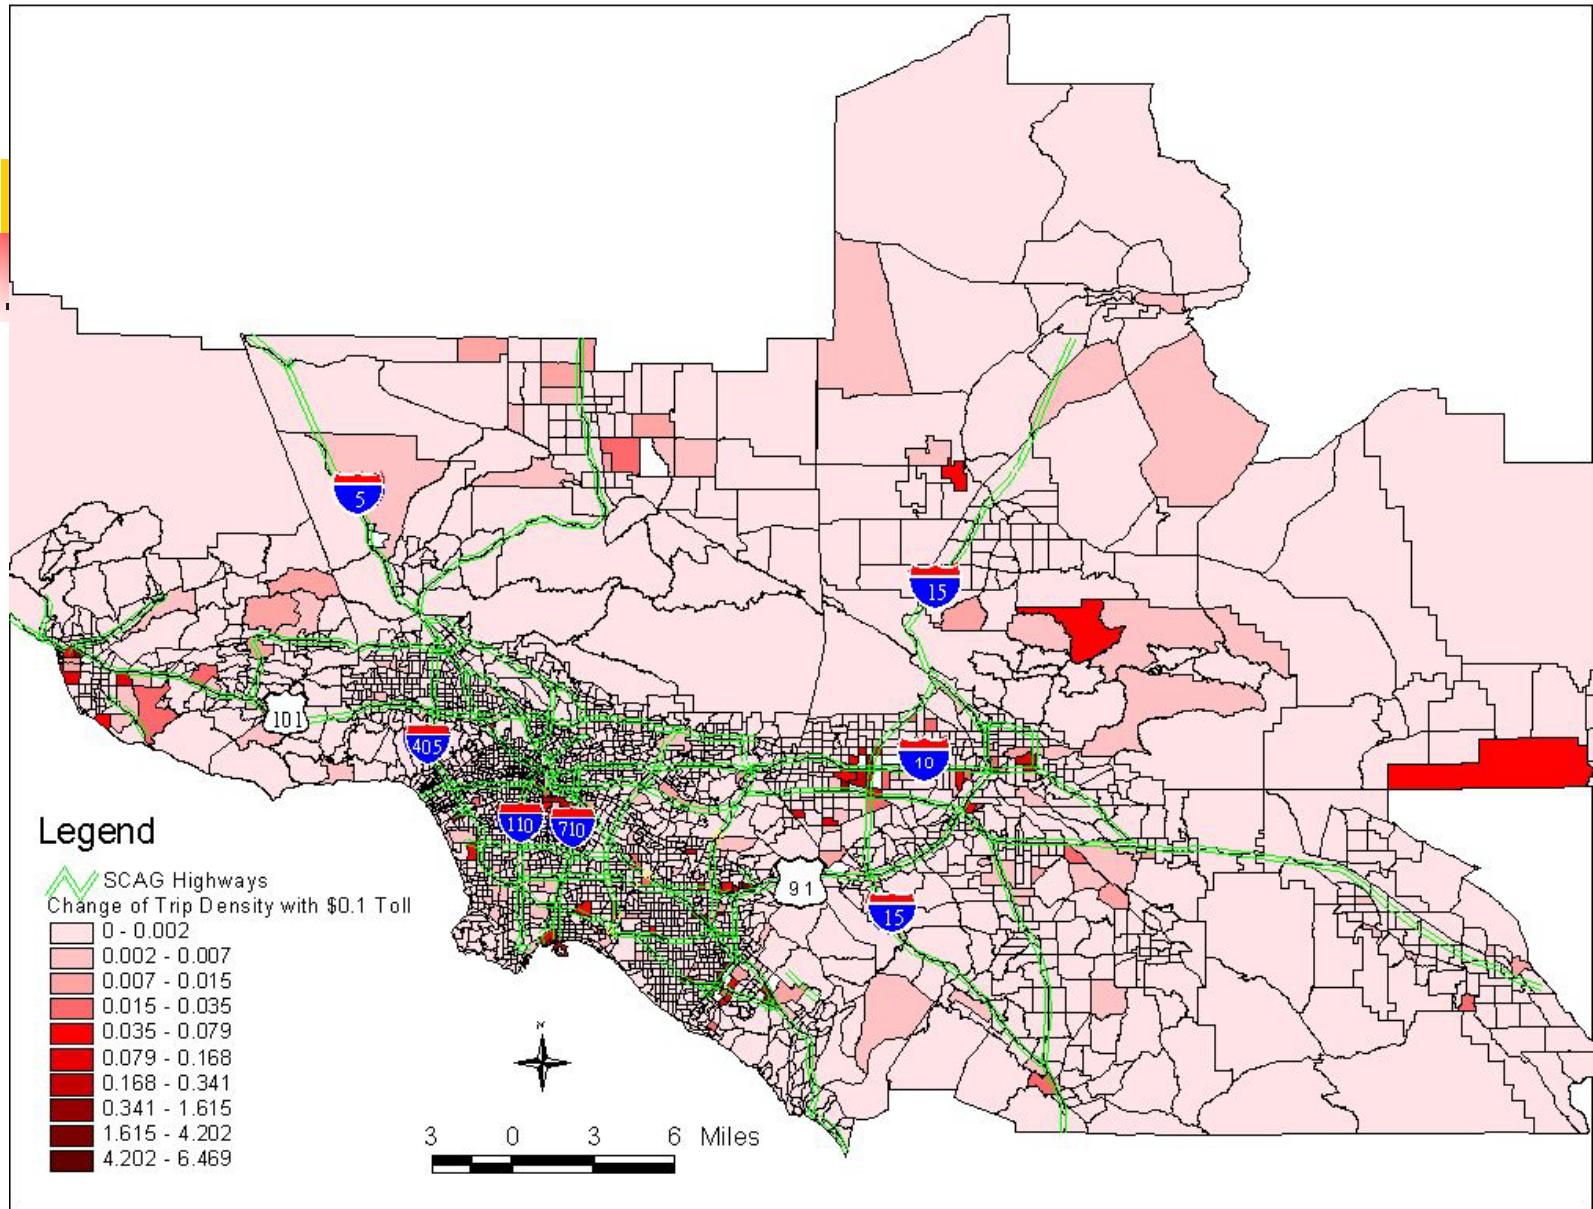 5
15
101
405
10
110
710
91
15
Legend
SCAG Highways
Change of Trip Density with $0.1 Toll
0 - 0.002
0.002 - 0.007
0.007 - 0.015
0.015 - 0.035
0.035 - 0.079
0.079 - 0.168
0.168 - 0.341
0.341 - 1.615
1.615 - 4.202
4.202 - 6.469
N
3 0 3 6 Miles